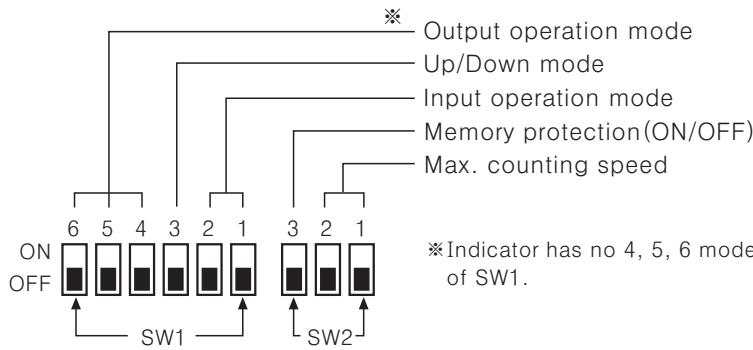 ※
Output operation mode
Up/Down mode
Input operation mode
Memory protection(ON/OFF)
Max. counting speed
6 5 4 3 2 1 3 2 1
ON
OFF
※Indicator has no 4, 5, 6 mode
of SW1.
SW1 SW2